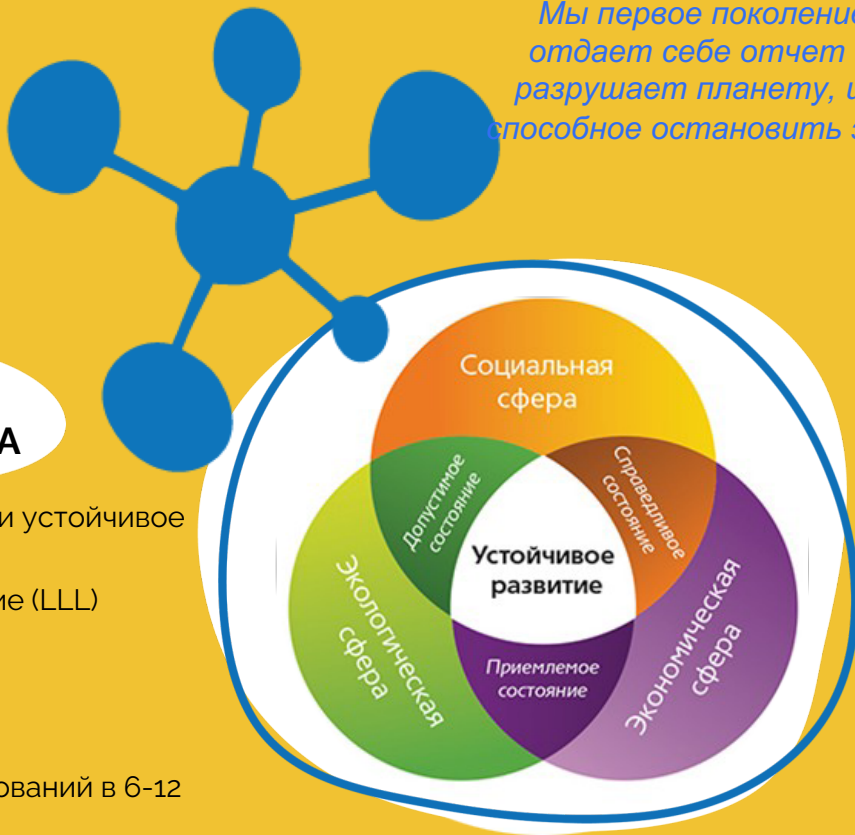 Мы первое поколение
отдает себе отчет
разрушает планету,
способное остановить
Социальная
сфера
Допустимое
состояние
Справедливое
состояние
Устойчивое
развитие
Экологическая
сфера
Приемлемое
состояние
Экономическая
сфера
А
и устойчивое
ие (LLL)
ований в 6-12